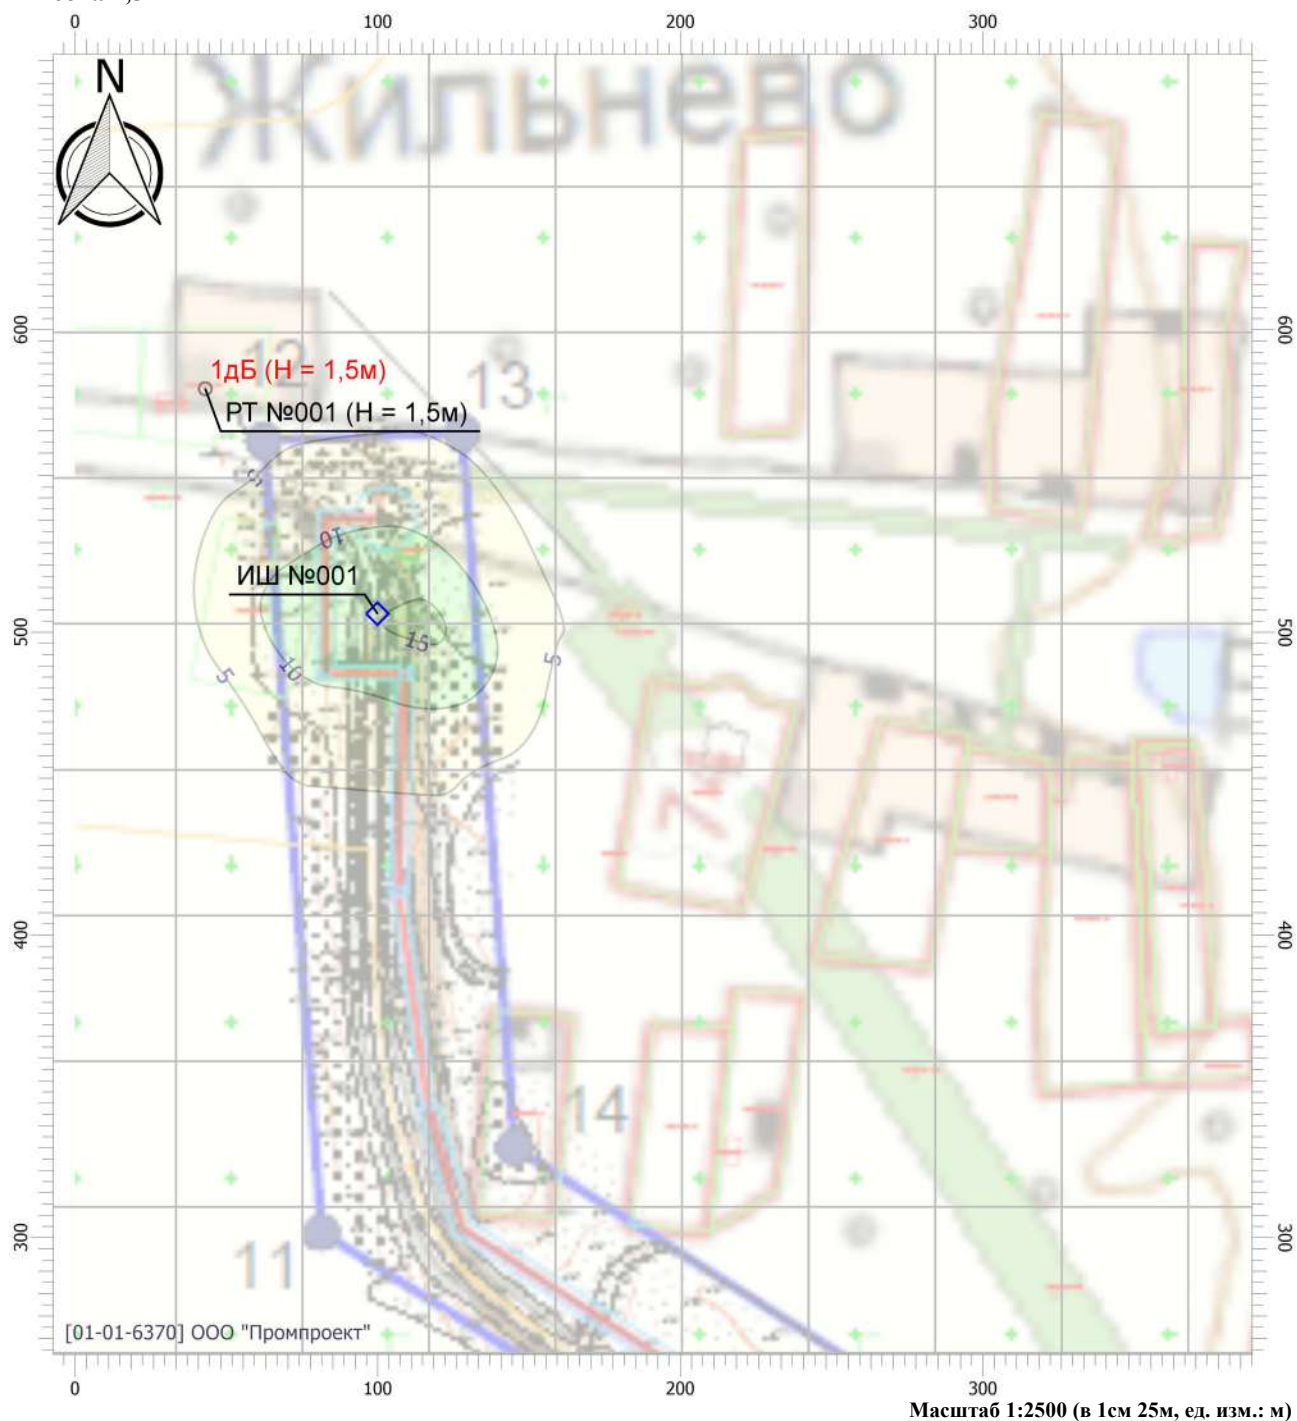 0 100 200 300
N
Жильнево
600 600
12
13
1дБ (H = 1,5м)
РТ №001 (H = 1,5м)
5
10
ИШ №001
500 500
15
10
5
5
400 400
14
300 300
11
[01-01-6370] ООО "Промпроект"
0 100 200 300
Масштаб 1:2500 (в 1см 25м, ед. изм.: м)